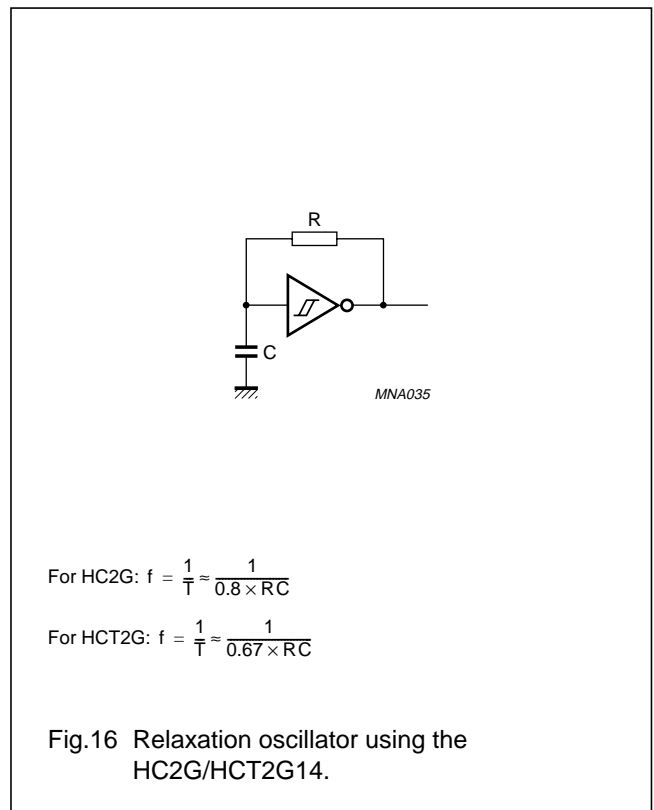 R
C
MNA035
For HC2G: f = 1/T ≈ 1/(0.8 × RC)
For HCT2G: f = 1/T ≈ 1/(0.67 × RC)
Fig.16 Relaxation oscillator using the
HC2G/HCT2G14.